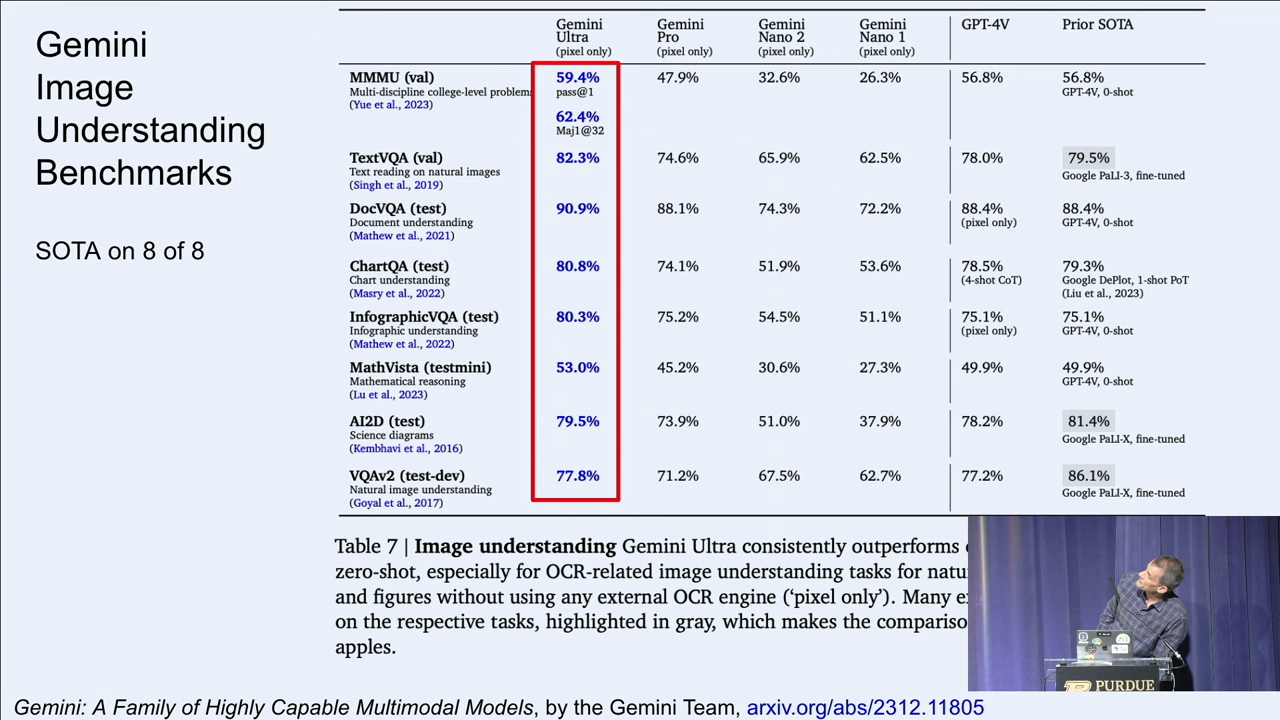 Gemini
Image
Understanding
Benchmarks
SOTA on 8 of 8
Gemini Ultra (pixel only) Gemini Pro (pixel only) Gemini Nano 2 (pixel only) Gemini Nano 1 (pixel only) GPT-4V Prior SOTA
MMMU (val) 59.4% 47.9% 32.6% 26.3% 56.8% 56.8%
Multi-discipline college-level problems pass@1 GPT-4V, 0-shot
(Yue et al., 2023)
62.4%
Maj1@32
TextVQA (val) 82.3% 74.6% 65.9% 62.5% 78.0% 79.5%
Text reading on natural images Google PaLI-3, fine-tuned
(Singh et al., 2019)
DocVQA (test) 90.9% 88.1% 74.3% 72.2% 88.4% 88.4%
Document understanding (pixel only) GPT-4V, 0-shot
(Mathew et al., 2021)
ChartQA (test) 80.8% 74.1% 51.9% 53.6% 78.5% 79.3%
Chart understanding (4-shot CoT) Google DePlot, 1-shot PoT
(Masry et al., 2022) (Liu et al., 2023)
InfographicVQA (test) 80.3% 75.2% 54.5% 51.1% 75.1% 75.1%
Infographic understanding (pixel only) GPT-4V, 0-shot
(Mathew et al., 2022)
MathVista (testmini) 53.0% 45.2% 30.6% 27.3% 49.9% 49.9%
Mathematical reasoning GPT-4V, 0-shot
(Lu et al., 2023)
AI2D (test) 79.5% 73.9% 51.0% 37.9% 78.2% 81.4%
Science diagrams Google PaLI-X, fine-tuned
(Kembhavi et al., 2016)
VQAv2 (test-dev) 77.8% 71.2% 67.5% 62.7% 77.2% 86.1%
Natural image understanding Google PaLI-X, fine-tuned
(Goyal et al., 2017)
Table 7 | Image understanding Gemini Ultra consistently outperforms
zero-shot, especially for OCR-related image understanding tasks for
and figures without using any external OCR engine (‘pixel only’). Many
on the respective tasks, highlighted in gray, which makes the
apples.
PURDUE
Gemini: A Family of Highly Capable Multimodal Models, by the Gemini Team, arxiv.org/abs/2312.11805